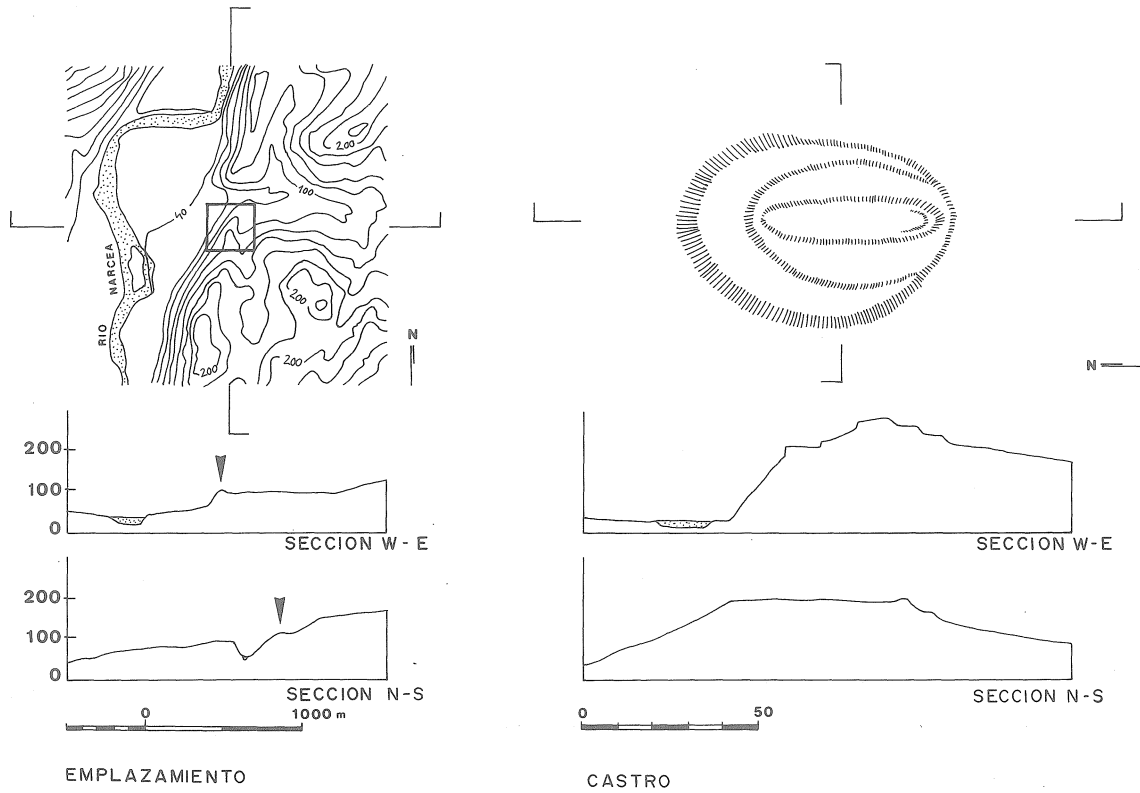 200
100
40
RIO NARCEA
200
200
200
N
N
200
100
0
SECCION W-E
SECCION W-E
200
100
0
SECCION N-S
SECCION N-S
0 1000 m
0 50
EMPLAZAMIENTO
CASTRO